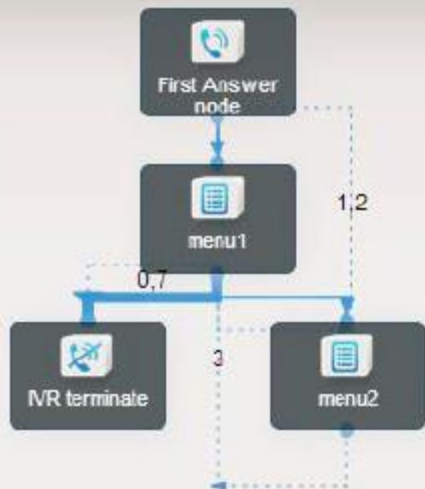 First Answer
node
menu1
1,2
0,7
IVR terminate
3
menu2